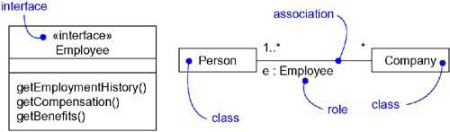 interface
«interface»
Employee
getEmploymentHistory()
getCompensation()
getBenefits()
association
1..*
*
Person
Company
e : Employee
class
role
class